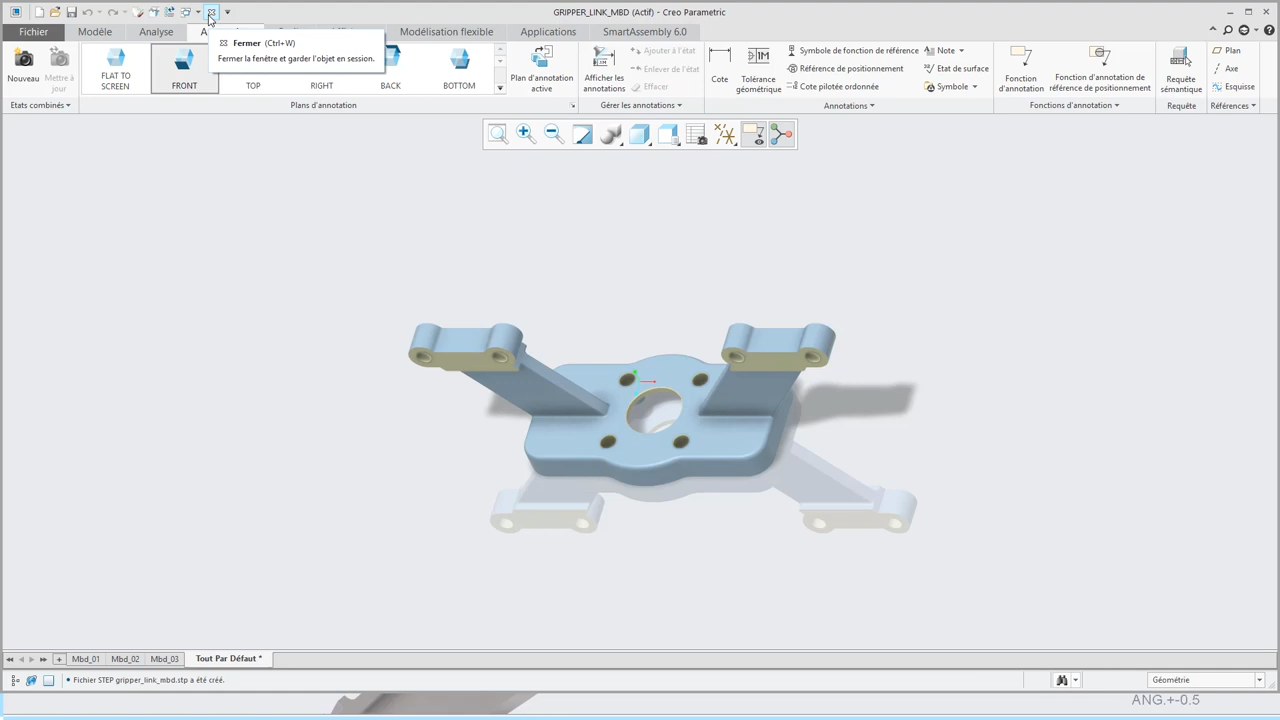 GRIPPER_LINK_MBD (Actif) - Creo Parametric
Fichier
Modèle
Analyse
Modélisation flexible
Applications
SmartAssembly 6.0
Fermer (Ctrl+W)
Fermer la fenêtre et garder l'objet en session.
Nouveau
Mettre à jour
FLAT TO SCREEN
FRONT
TOP
RIGHT
BACK
BOTTOM
Plan d'annotation active
Afficher les annotations
Ajouter à l'état
Enlever de l'état
Effacer
Cote
Tolérance géométrique
Symbole de fonction de référence
Référence de positionnement
Cote pilotée ordonnée
Note
Etat de surface
Symbole
Fonction d'annotation
Fonction d'annotation de référence de positionnement
Requête sémantique
Plan
Axe
Esquisse
Etats combinés
Plans d'annotation
Gérer les annotations
Annotations
Fonctions d'annotation
Requête
Références
Mbd_01
Mbd_02
Mbd_03
Tout Par Défaut *
• Fichier STEP gripper_link_mbd.stp a été créé.
Géométrie
ANG.+-0.5